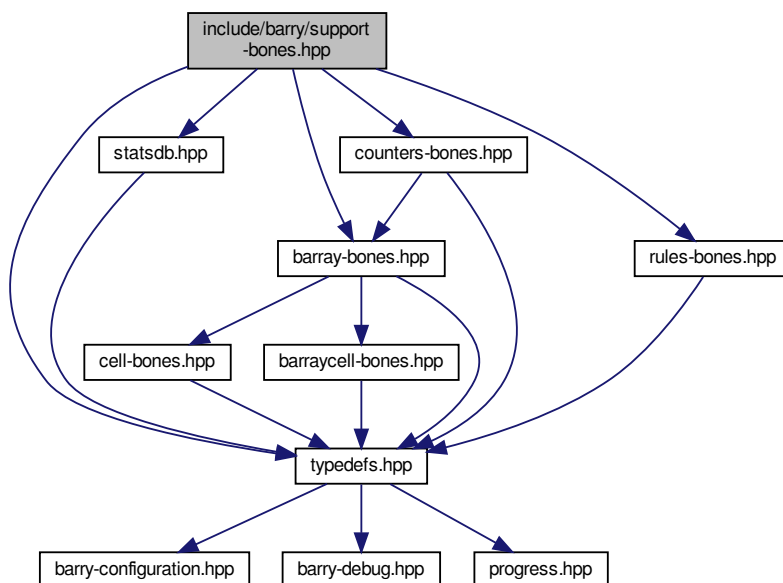 include/barry/support
-bones.hpp
statsdb.hpp
counters-bones.hpp
barray-bones.hpp
rules-bones.hpp
cell-bones.hpp
barraycell-bones.hpp
typedefs.hpp
barry-configuration.hpp
barry-debug.hpp
progress.hpp